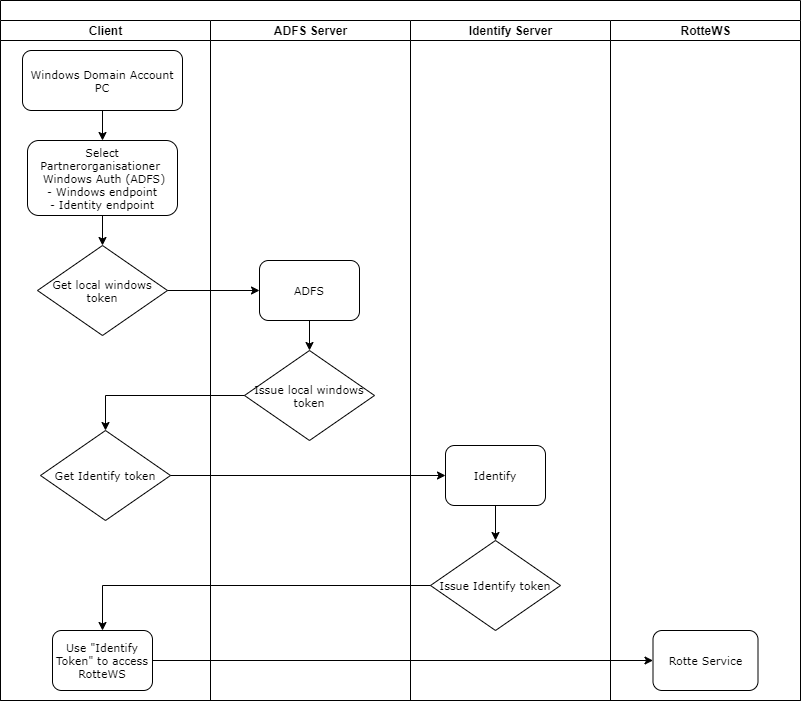 Client
ADFS Server
Identify Server
RotteWS
Windows Domain Account
PC
Select
Partnerorganisationer
Windows Auth (ADFS)
- Windows endpoint
- Identity endpoint
Get local windows
token
ADFS
Issue local windows
token
Get Identify token
Identify
Issue Identify token
Use "Identify
Token" to access
RotteWS
Rotte Service